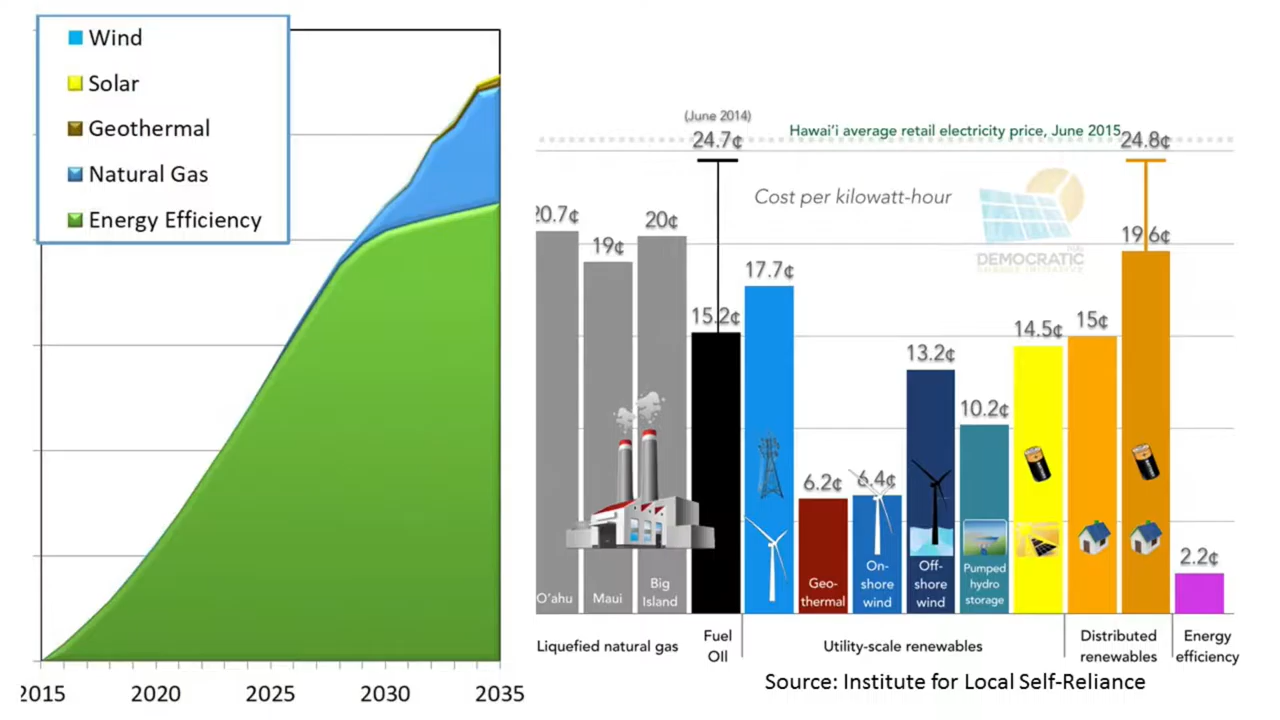 Wind
Solar
Geothermal
Natural Gas
Energy Efficiency
2015
2020
2025
2030
2035
(June 2014)
24.7¢
Hawai‘i average retail electricity price, June 2015
24.8¢
Cost per kilowatt-hour
DEMOCRATIC
20.7¢
19¢
20¢
15.2¢
17.7¢
6.2¢
6.4¢
13.2¢
10.2¢
14.5¢
15¢
19.6¢
2.2¢
O‘ahu
Maui
Big
Island
Geo-
thermal
On-
shore
wind
Off-
shore
wind
Pumped
hydro
storage
Liquefied natural gas
Fuel
OIl
Utility-scale renewables
Distributed
renewables
Energy
efficiency
Source: Institute for Local Self-Reliance